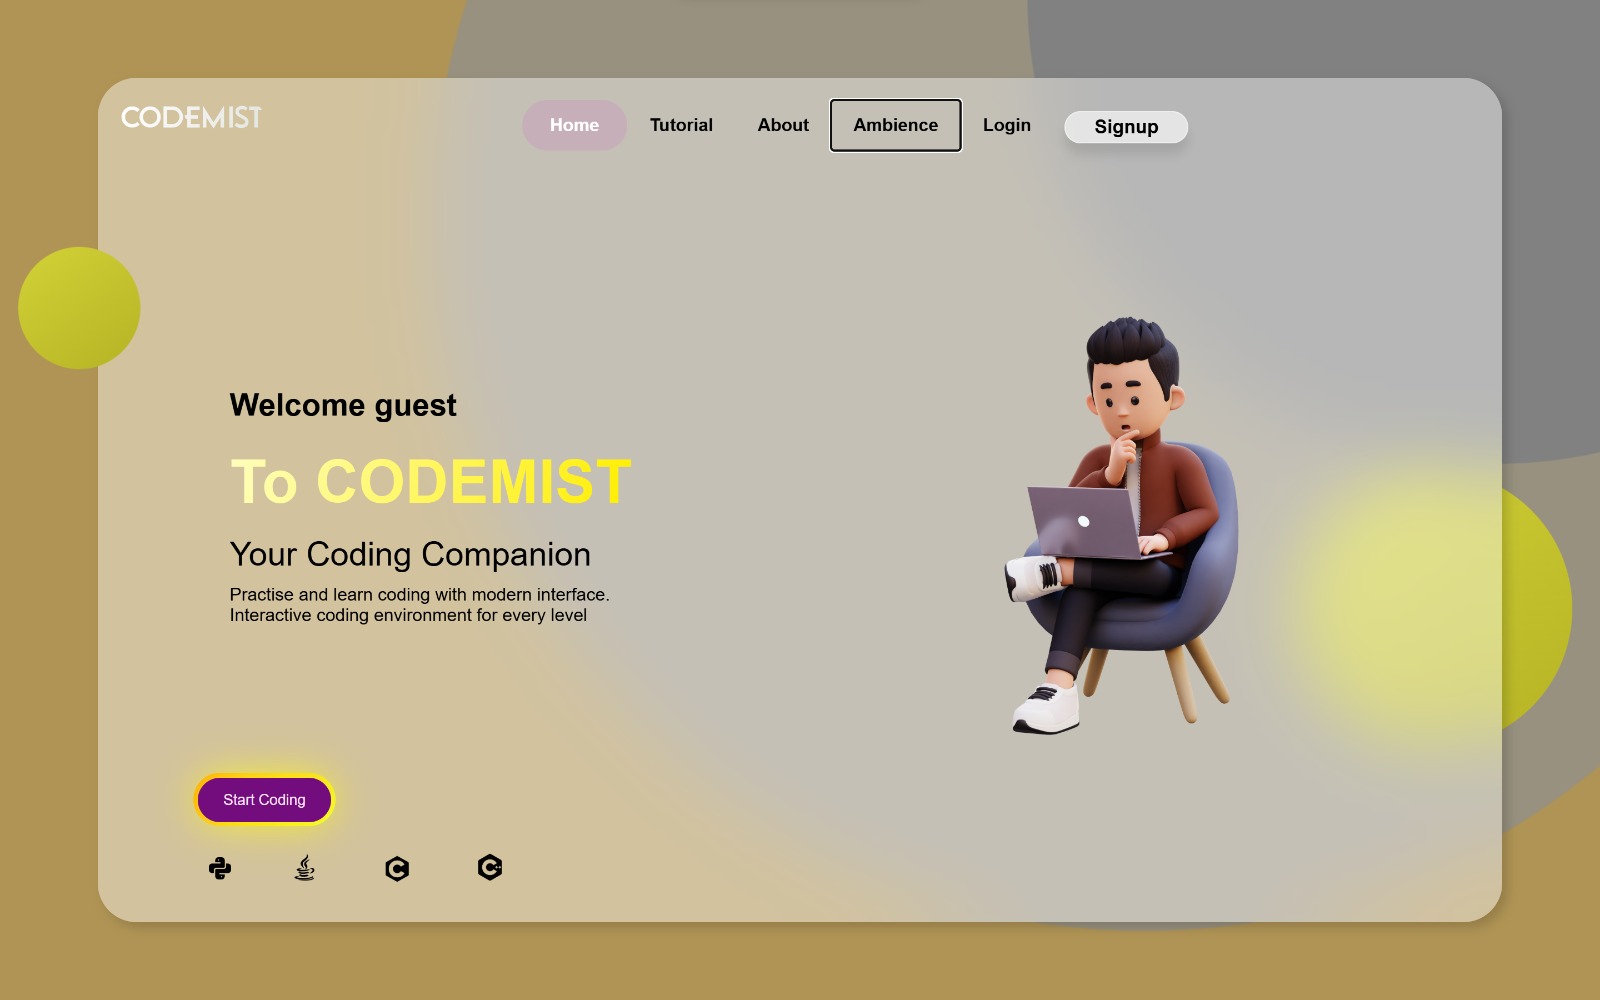 CODEMIST
Home Tutorial About Ambience Login Signup
Welcome guest
To CODEMIST
Your Coding Companion
Practise and learn coding with modern interface.
Interactive coding environment for every level
Start Coding